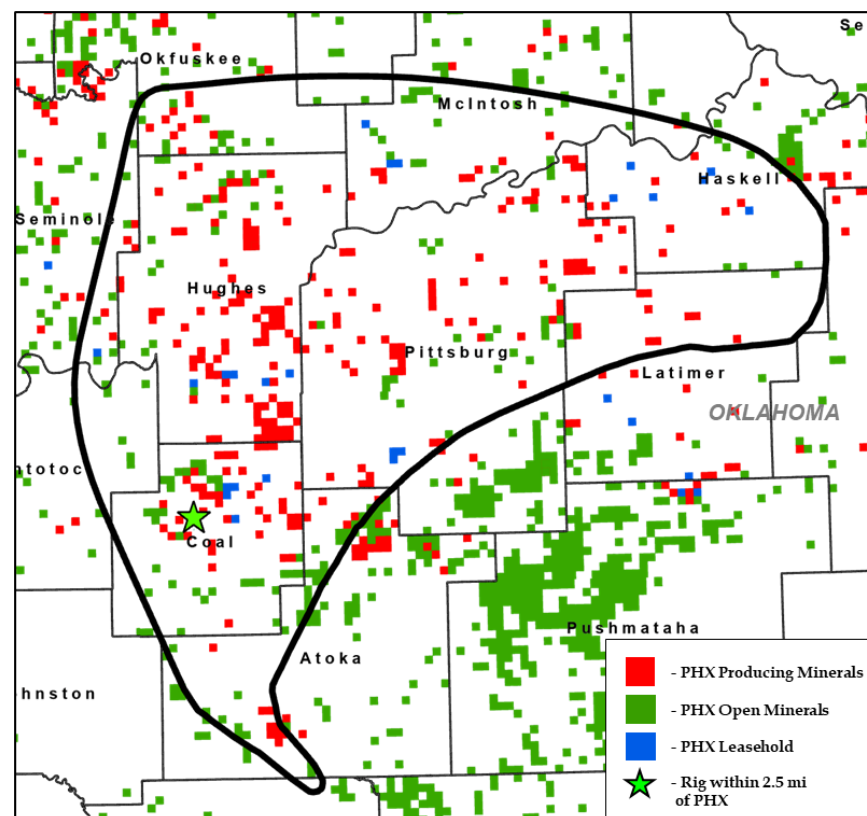 Se
Okfuskee
McIntosh
Haskell
Seminole
Hughes
Pittsburg
Latimer
OKLAHOMA
ntotoc
Coal
Pushmataha
Atoka
hnston
- PHX Producing Minerals
- PHX Open Minerals
- PHX Leasehold
- Rig within 2.5 mi
of PHX